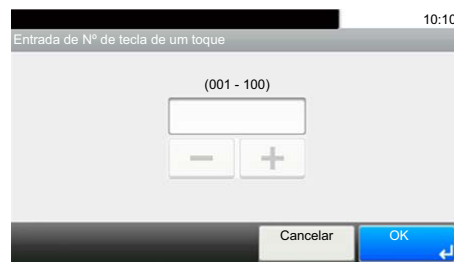 10:10
Entrada de Nº de tecla de um toque
(001 - 100)
Cancelar
OK